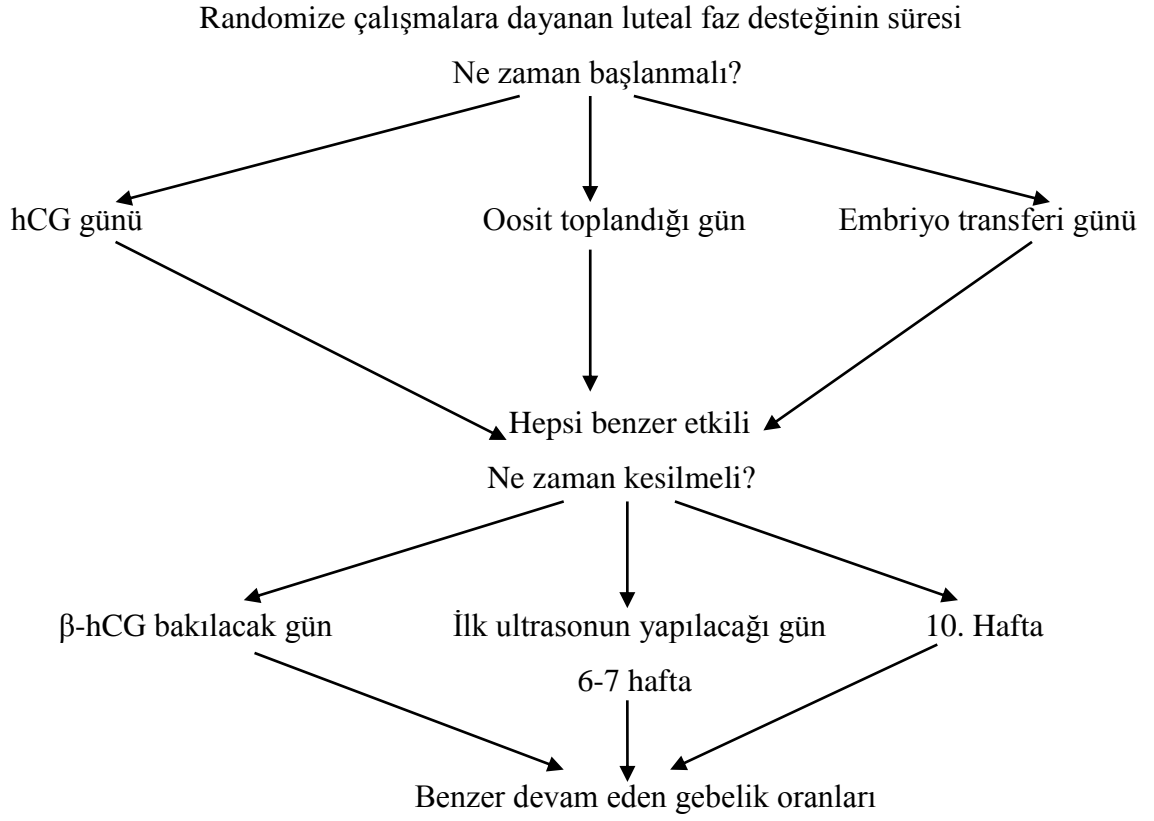 Randomize çalışmalara dayanan luteal faz desteğinin süresi
Ne zaman başlanmalı?
hCG günü
Oosit toplandığı gün
Embriyo transferi günü
Hepsi benzer etkili
Ne zaman kesilmeli?
β-hCG bakılacak gün
İlk ultrasonun yapılacağı gün
10. Hafta
6-7 hafta
Benzer devam eden gebelik oranları